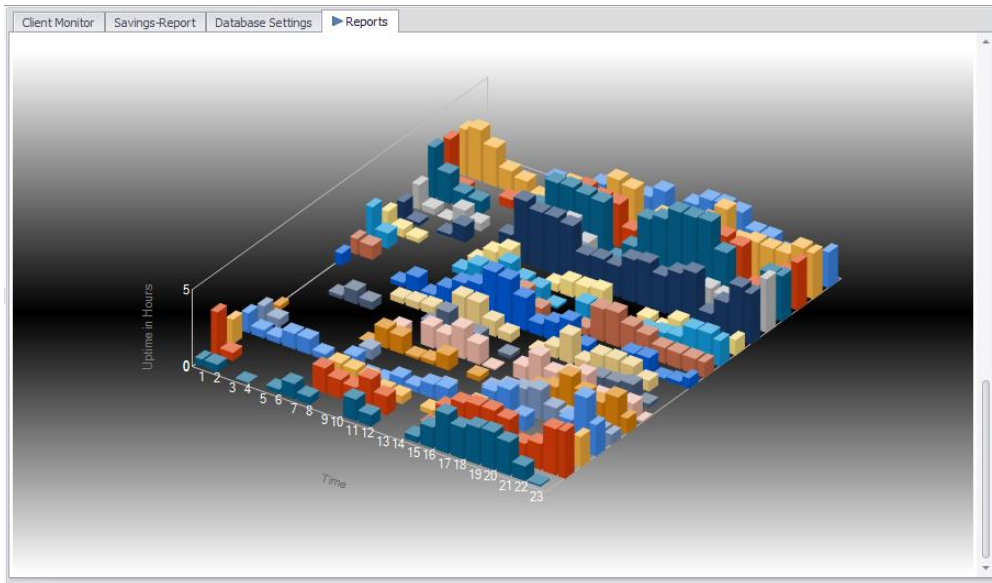 Client Monitor Savings-Report Database Settings Reports
5
Uptime in Hours
0
1 2 3 4 5 6 7 8 9 10 11 12 13 14 15 16 17 18 19 20 21 22 23
Time